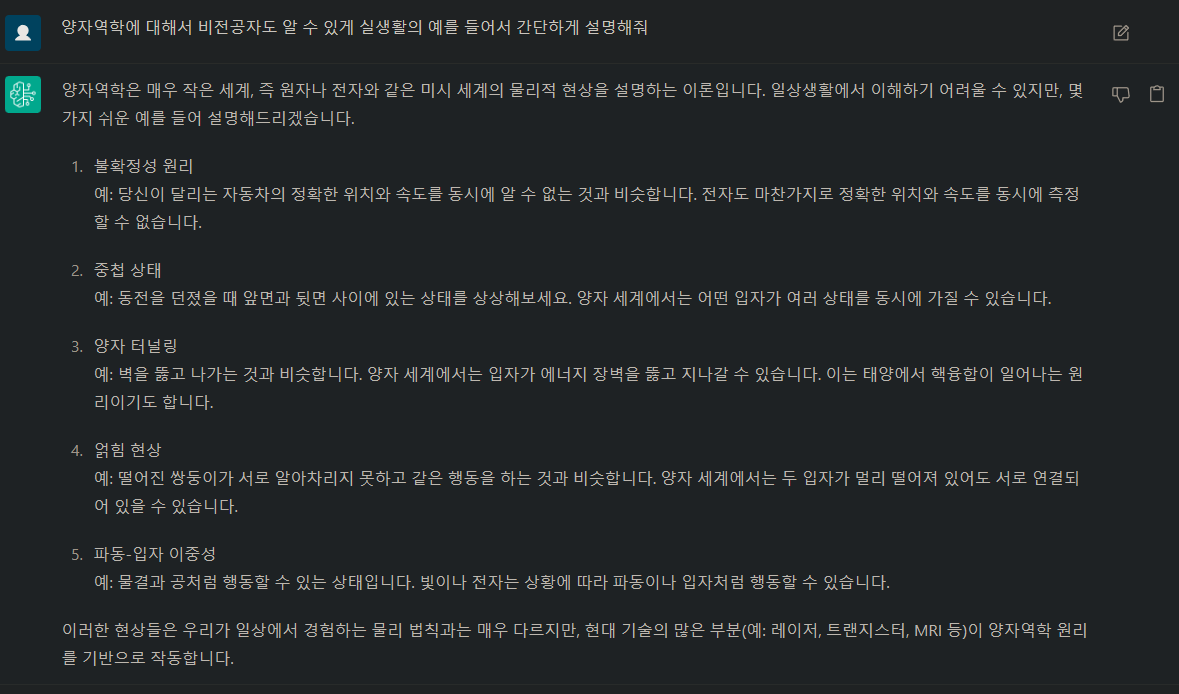 양자역학에 대해서 비전공자도 알 수 있게 실생활의 예를 들어서 간단하게 설명해줘
양자역학은 매우 작은 세계, 즉 원자나 전자와 같은 미시 세계의 물리적 현상을 설명하는 이론입니다. 일상생활에서 이해하기 어려울 수 있지만, 몇
가지 쉬운 예를 들어 설명해드리겠습니다.
1. 불확정성 원리
예: 당신이 달리는 자동차의 정확한 위치와 속도를 동시에 알 수 없는 것과 비슷합니다. 전자도 마찬가지로 정확한 위치와 속도를 동시에 측정
할 수 없습니다.
2. 중첩 상태
예: 동전을 던졌을 때 앞면과 뒷면 사이에 있는 상태를 상상해보세요. 양자 세계에서는 어떤 입자가 여러 상태를 동시에 가질 수 있습니다.
3. 양자 터널링
예: 벽을 뚫고 나가는 것과 비슷합니다. 양자 세계에서는 입자가 에너지 장벽을 뚫고 지나갈 수 있습니다. 이는 태양에서 핵융합이 일어나는 원
리이기도 합니다.
4. 얽힘 현상
예: 떨어진 쌍둥이가 서로 알아차리지 못하고 같은 행동을 하는 것과 비슷합니다. 양자 세계에서는 두 입자가 멀리 떨어져 있어도 서로 연결되
어 있을 수 있습니다.
5. 파동-입자 이중성
예: 물결과 공처럼 행동할 수 있는 상태입니다. 빛이나 전자는 상황에 따라 파동이나 입자처럼 행동할 수 있습니다.
이러한 현상들은 우리가 일상에서 경험하는 물리 법칙과는 매우 다르지만, 현대 기술의 많은 부분(예: 레이저, 트랜지스터, MRI 등)이 양자역학 원리
를 기반으로 작동합니다.